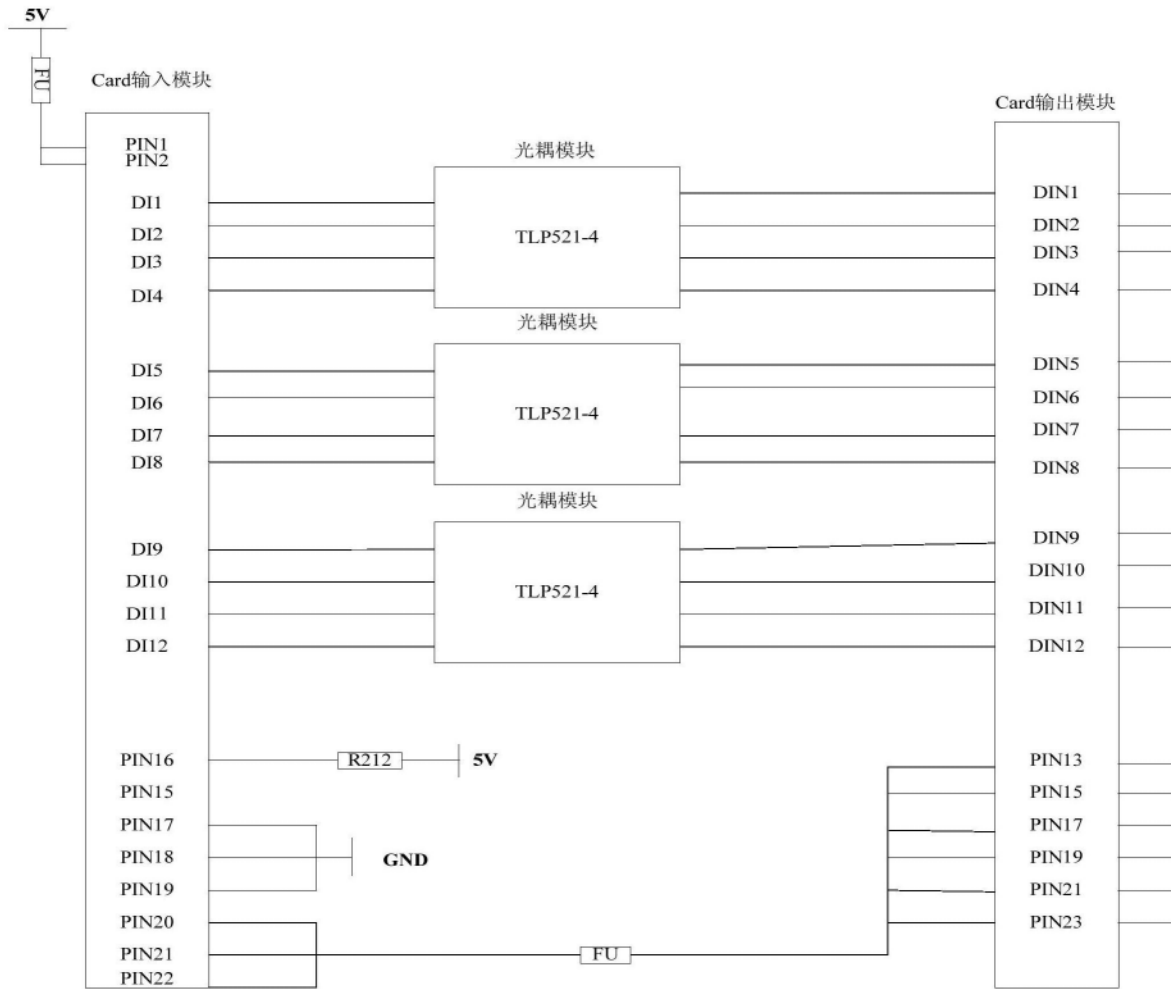 5V
FU
Card输入模块
PIN1
PIN2
DI1
DI2
DI3
DI4
DI5
DI6
DI7
DI8
DI9
DI10
DI11
DI12
PIN16
PIN15
PIN17
PIN18
PIN19
PIN20
PIN21
PIN22
光耦模块
TLP521-4
光耦模块
TLP521-4
光耦模块
TLP521-4
R212
5V
GND
FU
Card输出模块
DIN1
DIN2
DIN3
DIN4
DIN5
DIN6
DIN7
DIN8
DIN9
DIN10
DIN11
DIN12
PIN13
PIN15
PIN17
PIN19
PIN21
PIN23